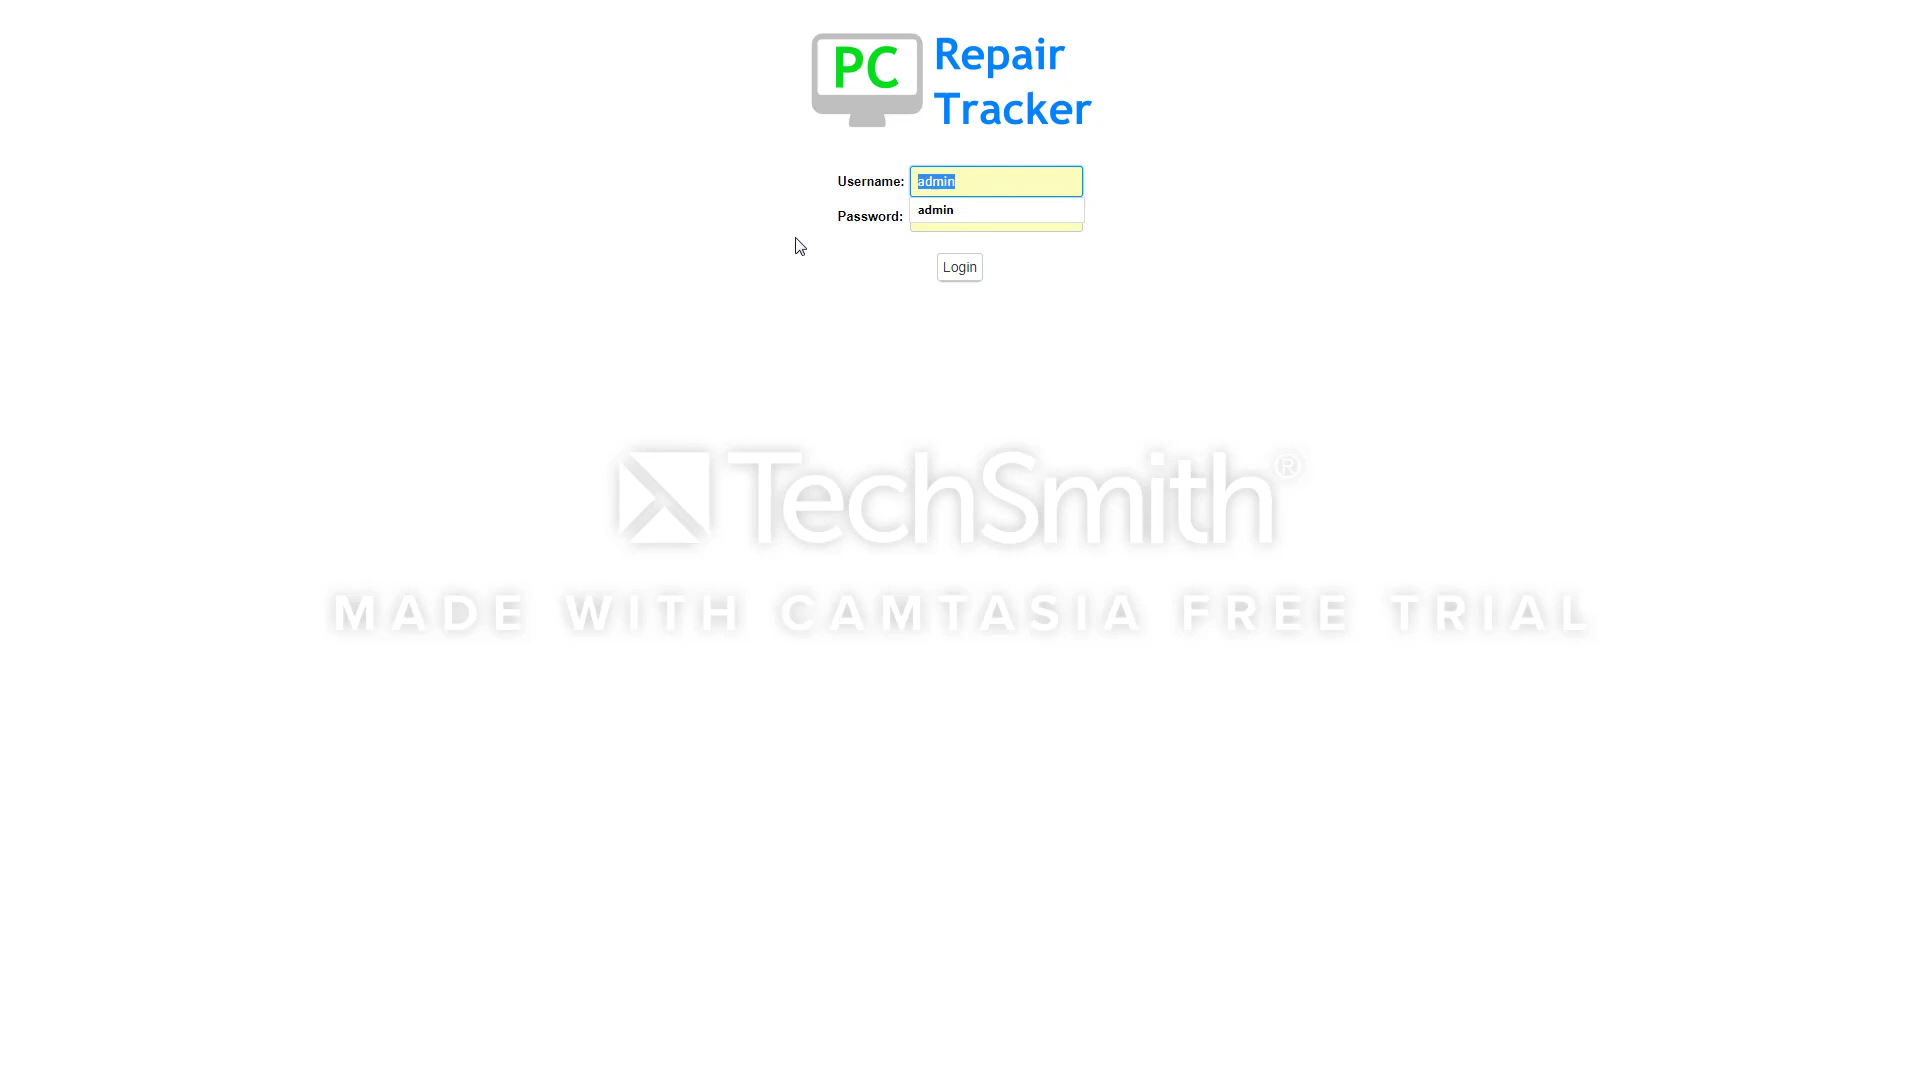 PC Repair
Tracker
Username: admin
admin
Password:
Login
TechSmith®
MADE WITH CAMTASIA FREE TRIAL